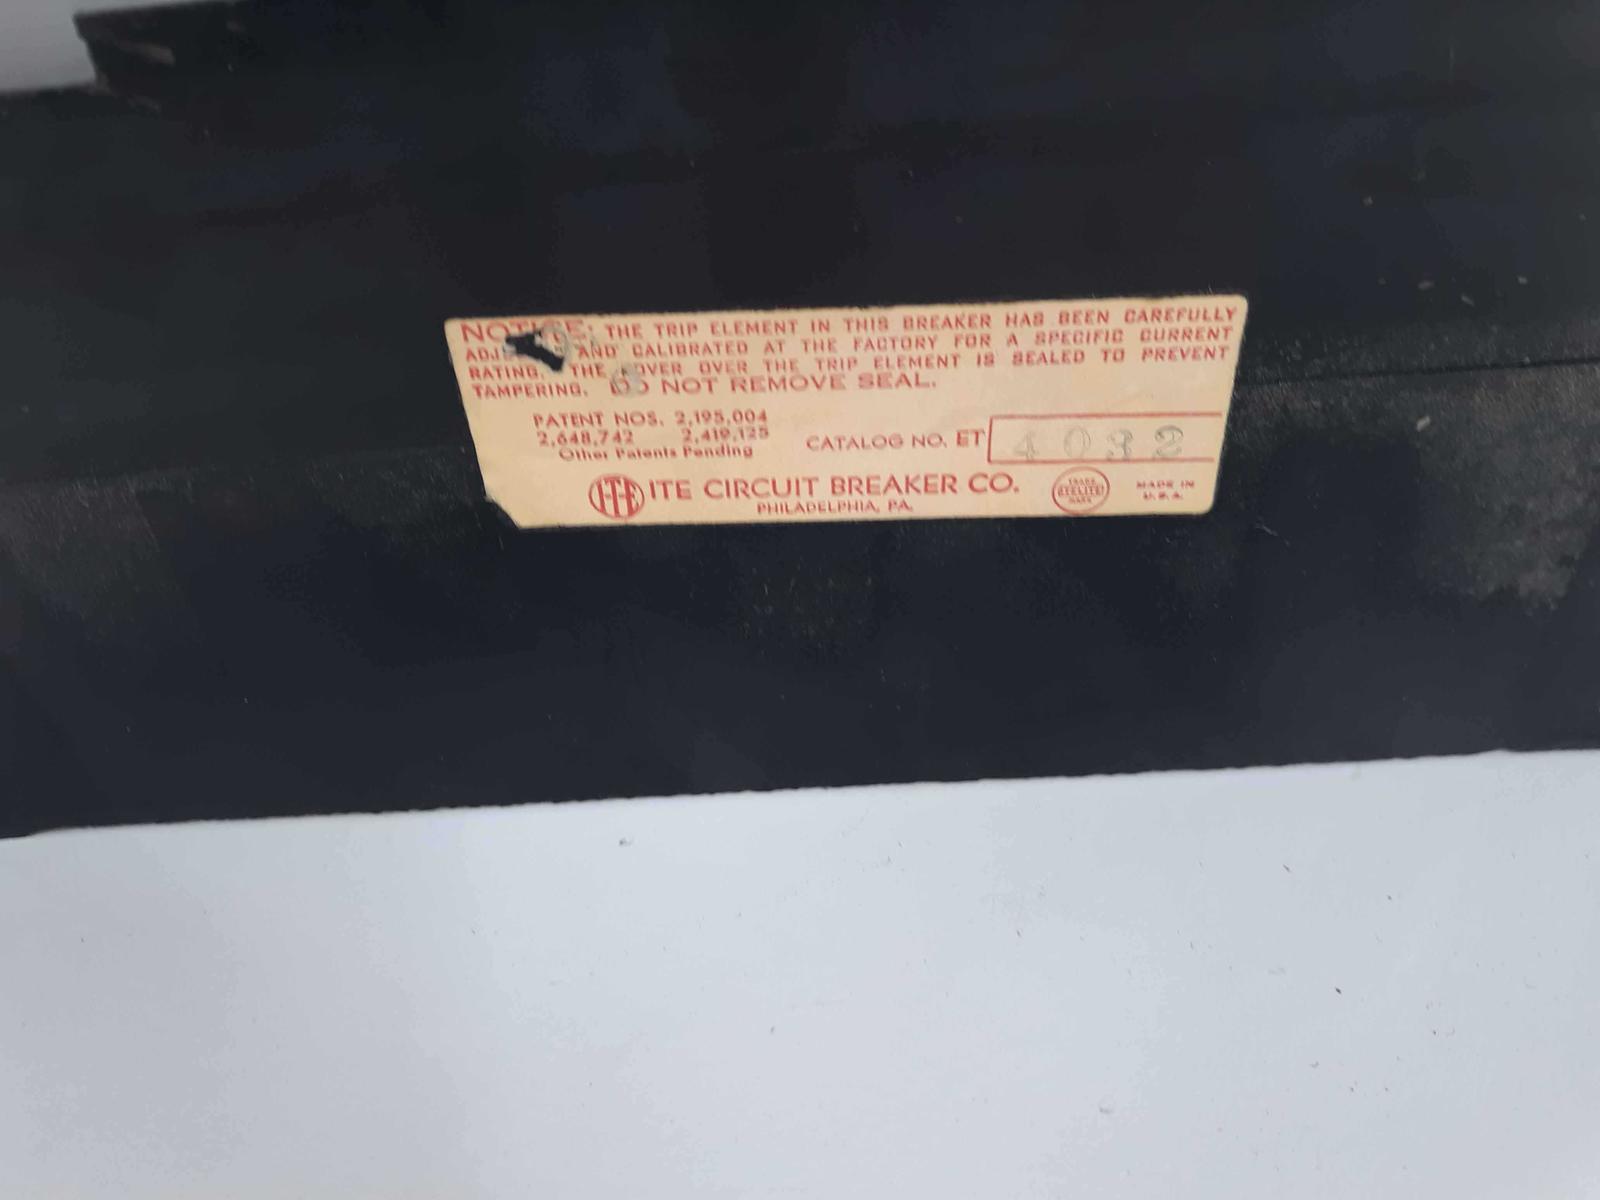 NOTICE: THE TRIP ELEMENT IN THIS BREAKER HAS BEEN CAREFULLY
AND CALIBRATED AT THE FACTORY FOR A SPECIFIC CURRENT
RATING. THE COVER OVER THE TRIP ELEMENT IS SEALED TO PREVENT
TAMPERING. DO NOT REMOVE SEAL.
PATENT NOS. 2,195,004
2,648,742 2,419,125
Other Patents Pending
CATALOG NO. ET 4032
ITE ITE CIRCUIT BREAKER CO.
PHILADELPHIA, PA.
TRADE
MARK
MADE IN
U.S.A.